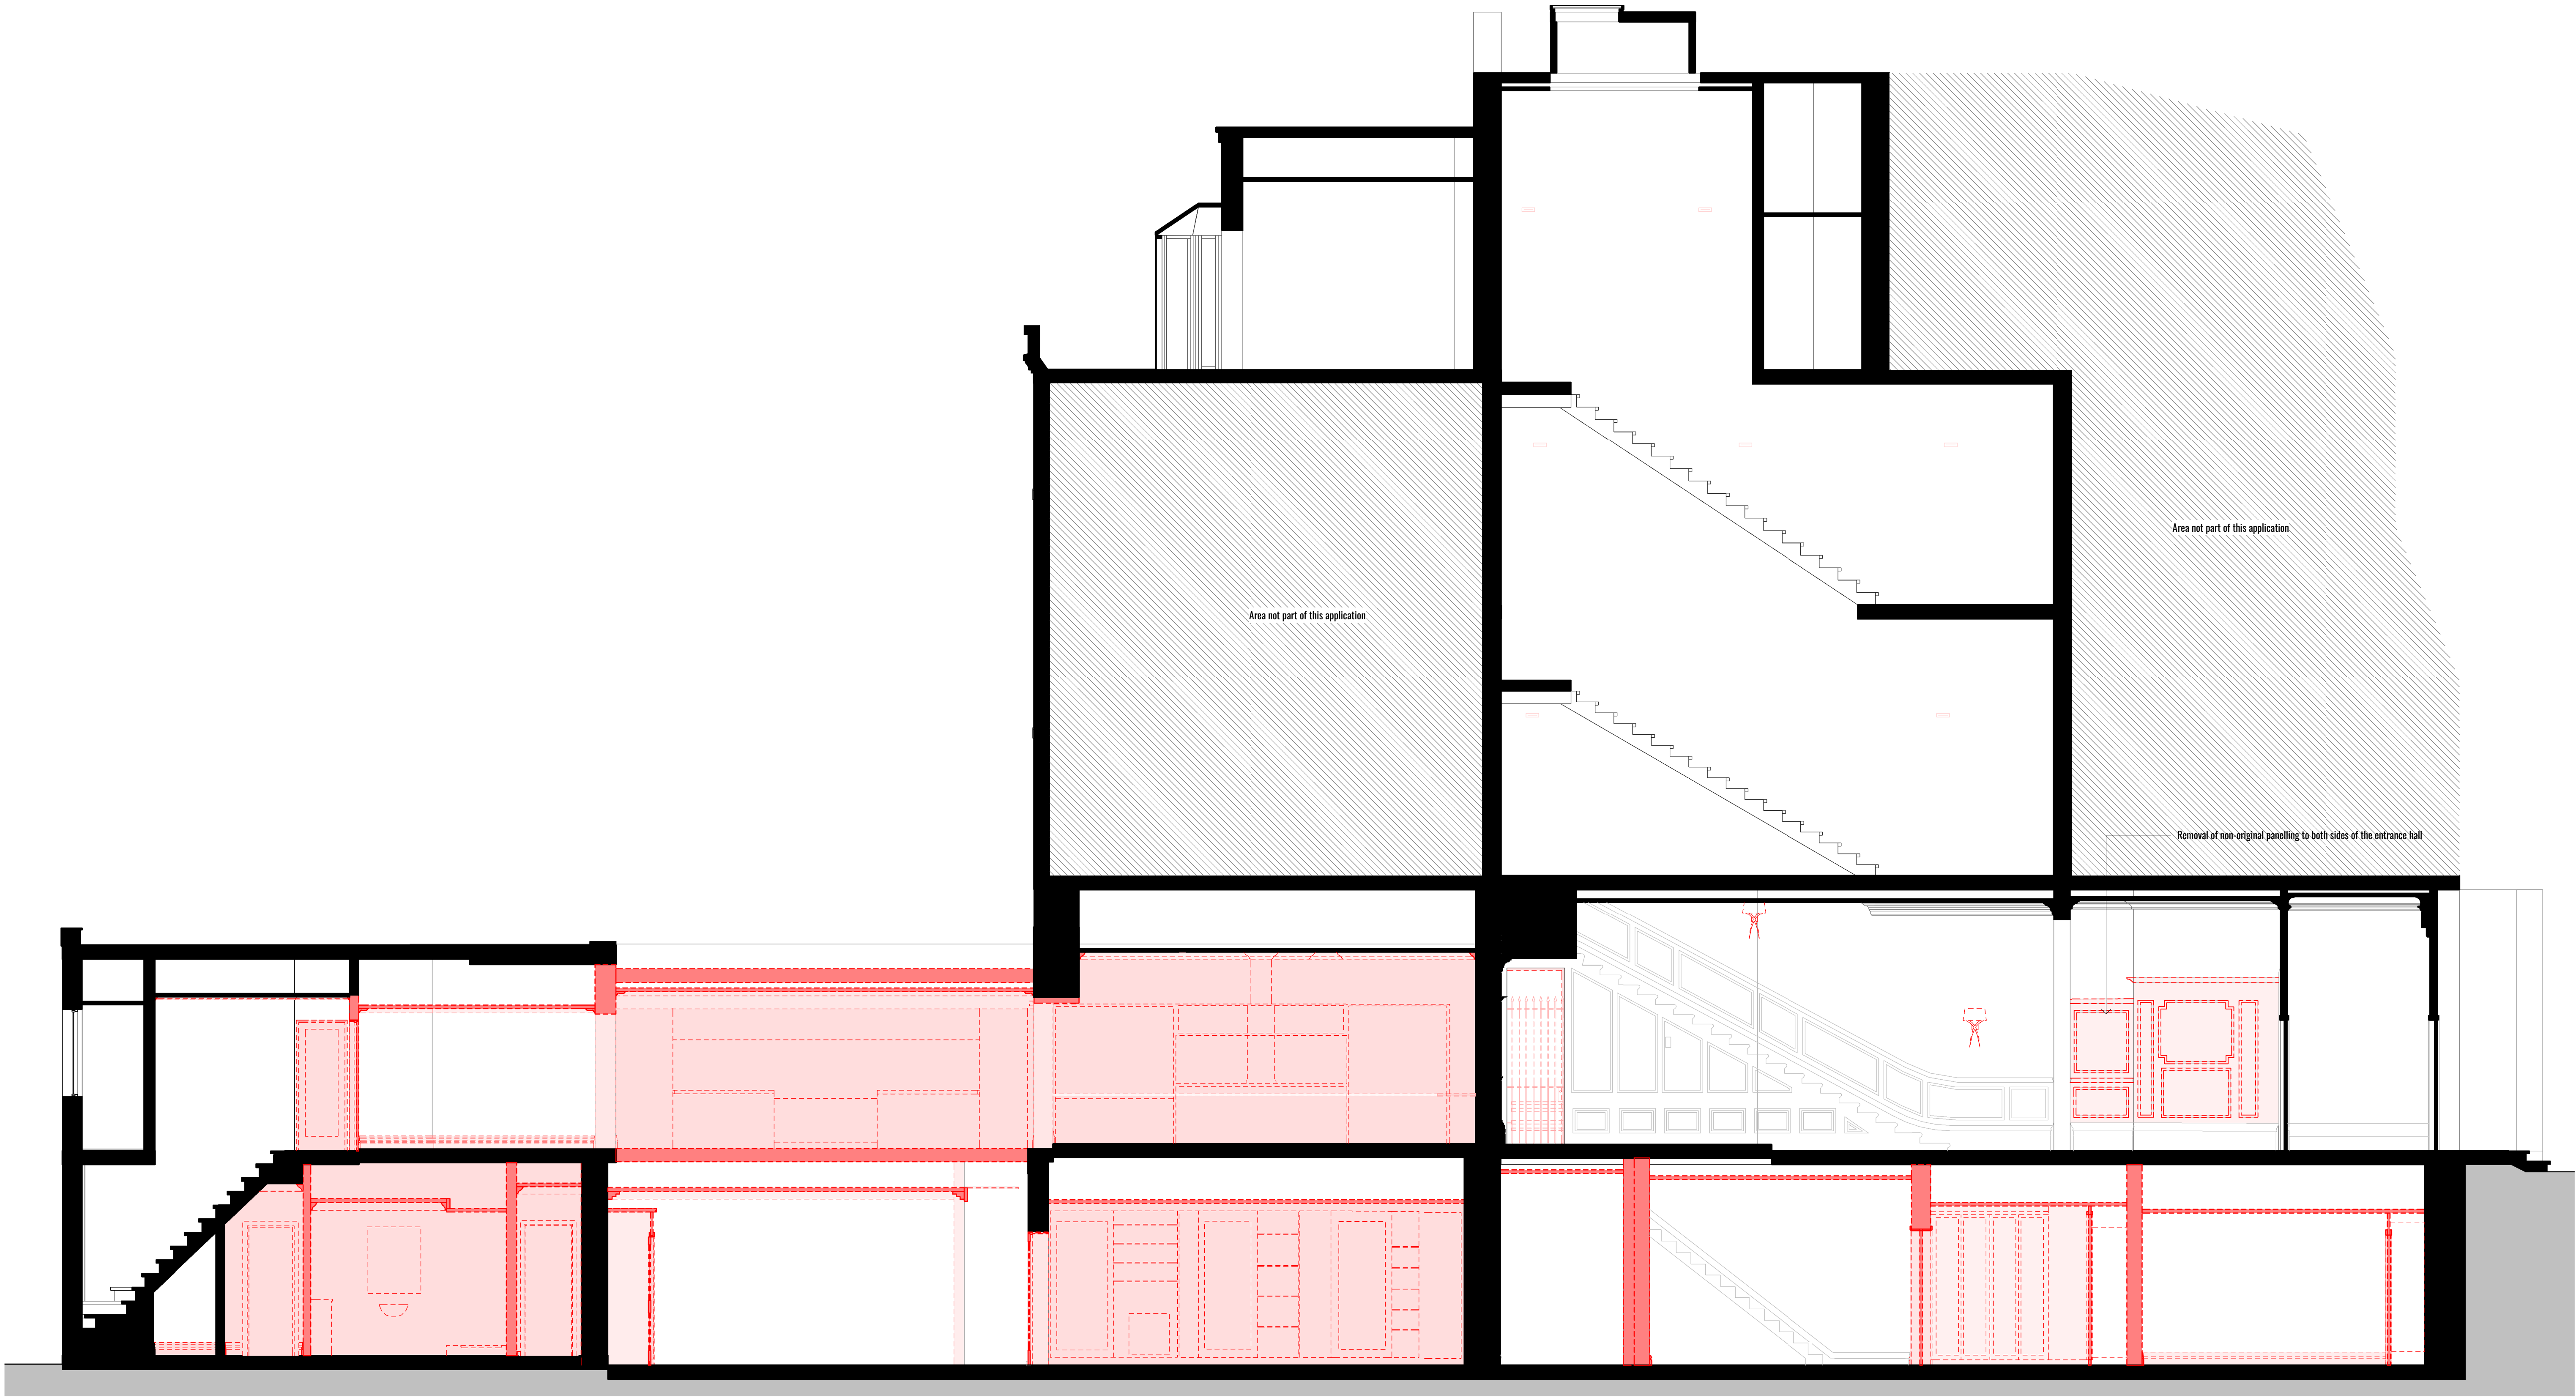 Area not part of this application
Area not part of this application
Removal of non-original panelling to both sides of the entrance hall